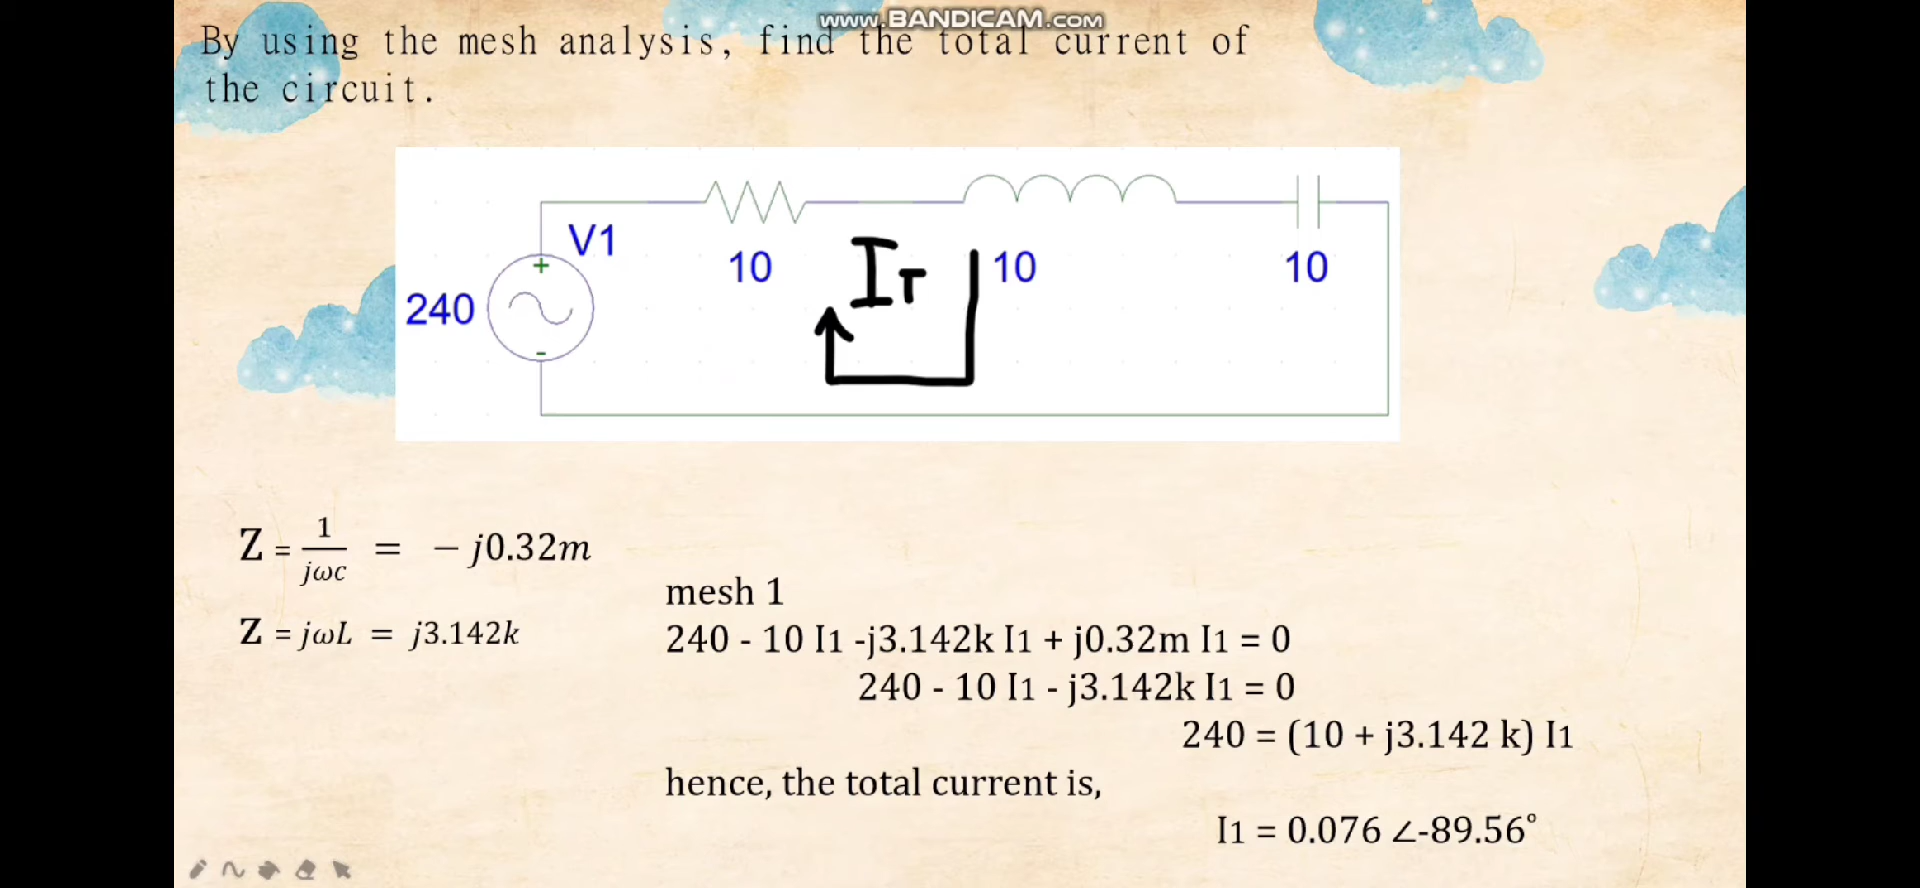 www.BANDICAM.com
By using the mesh analysis, find the total current of
the circuit.
V1
240
+
-
10
IT
10
10
Z = 1/jωc = − j0.32m
Z = jωL = j3.142k
mesh 1
240 - 10 I1 -j3.142k I1 + j0.32m I1 = 0
240 - 10 I1 - j3.142k I1 = 0
240 = (10 + j3.142 k) I1
hence, the total current is,
I1 = 0.076 ∠-89.56°